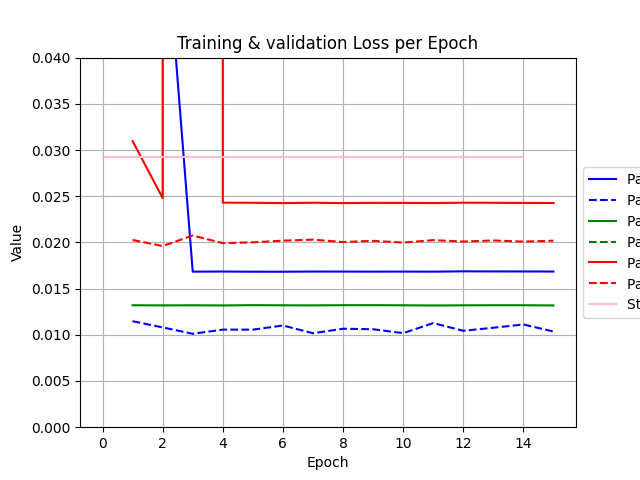 Training & validation Loss per Epoch
0.040
0.035
0.030
0.025
0.020
0.015
0.010
0.005
0.000
Value
0 2 4 6 8 10 12 14
Epoch
Pa
Pa
Pa
Pa
Pa
Pa
St